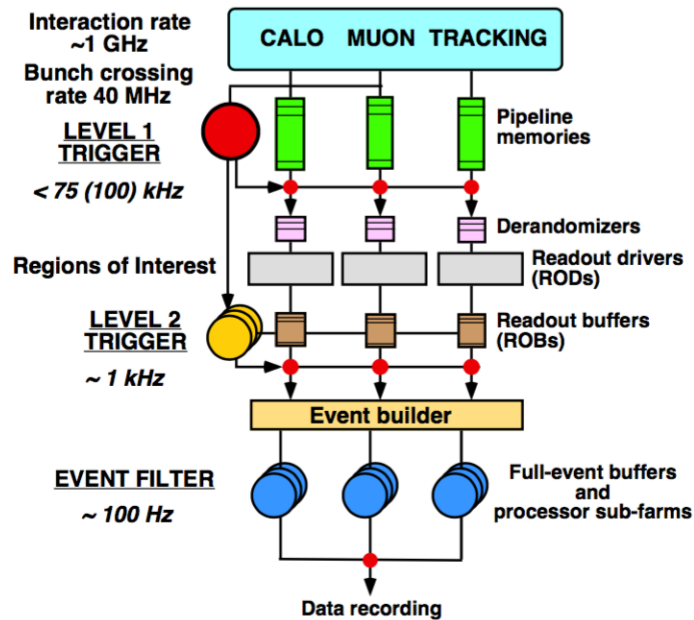 Interaction rate
~1 GHz
CALO MUON TRACKING
Bunch crossing
rate 40 MHz
Pipeline
memories
LEVEL 1
TRIGGER
< 75 (100) kHz
Derandomizers
Regions of Interest
Readout drivers
(RODs)
LEVEL 2
TRIGGER
Readout buffers
(ROBs)
~ 1 kHz
Event builder
EVENT FILTER
~ 100 Hz
Full-event buffers
and
processor sub-farms
Data recording